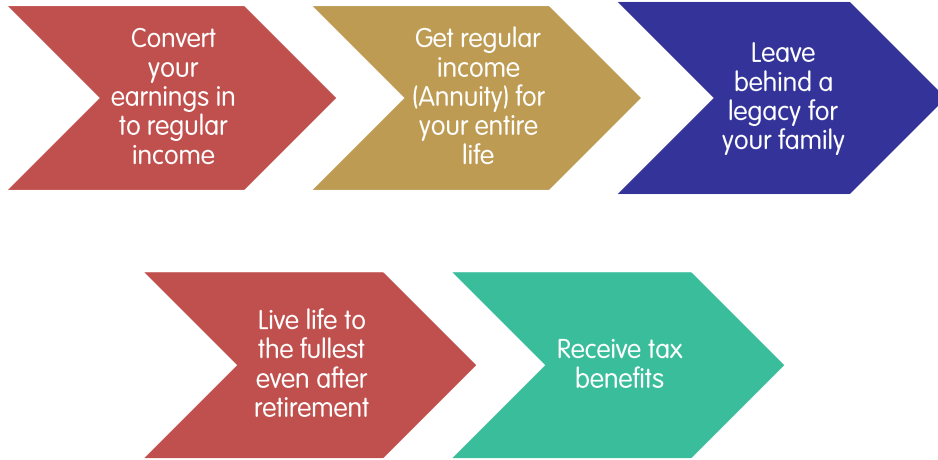 Convert
your
earnings in
to regular
income
Get regular
income
(Annuity) for
your entire
life
Leave
behind a
legacy for
your family
Live life to
the fullest
even after
retirement
Receive tax
benefits